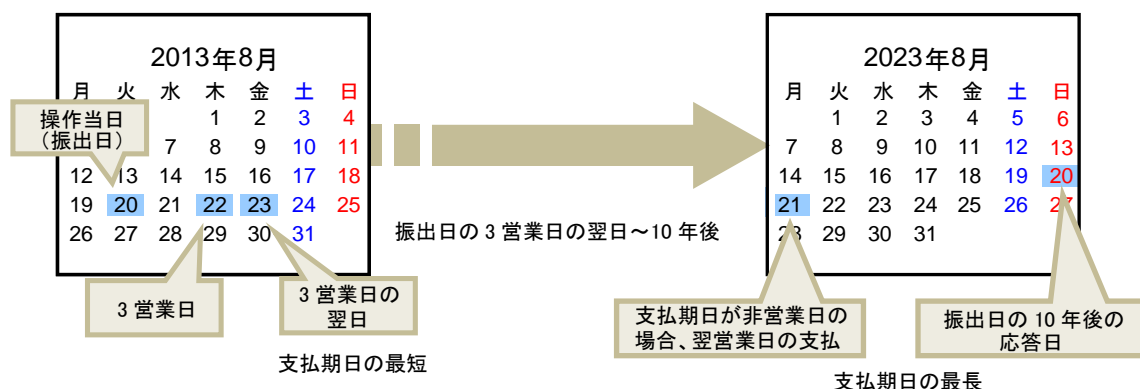 2013年8月
月 火 水 木 金 土 日
1 2 3 4
操作当日
(振出日)
7 8 9 10 11
12 13 14 15 16 17 18
19 20 21 22 23 24 25
26 27 28 29 30 31
3 営業日
3 営業日の
翌日
支払期日の最短
振出日の 3 営業日の翌日～10 年後
2023年8月
月 火 水 木 金 土 日
1 2 3 4 5 6
7 8 9 10 11 12 13
14 15 16 17 18 19 20
21 22 23 24 25 26 27
28 29 30 31
支払期日が非営業日の
場合、翌営業日の支払
振出日の 10 年後の
応答日
支払期日の最長